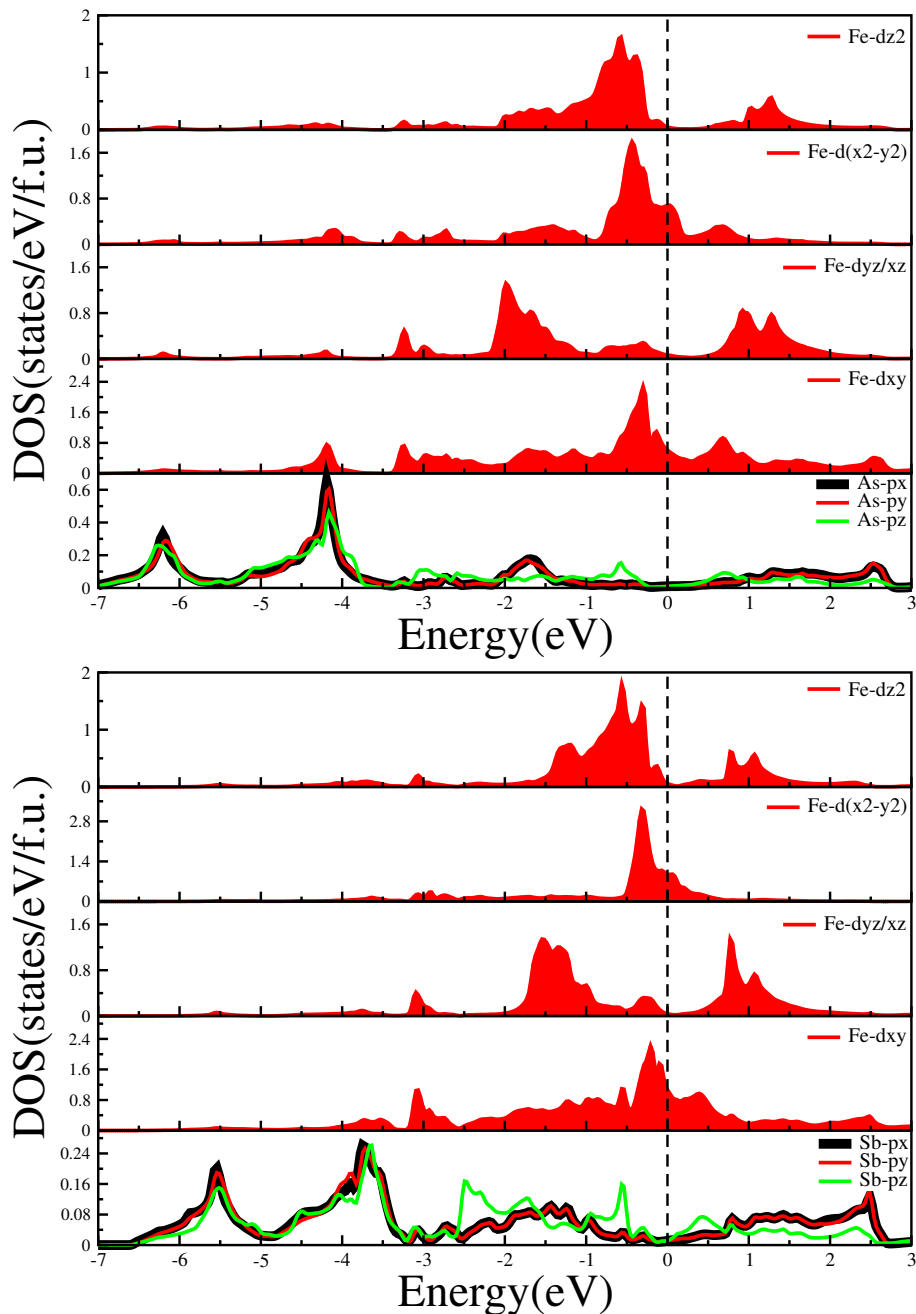 2
Fe-dz2
1
0
Fe-d(x2-y2)
1.6
0.8
0
Fe-dyz/xz
1.6
0.8
0
Fe-dxy
2.4
1.6
0.8
0
As-px
As-py
As-pz
0.6
0.4
0.2
0
-7 -6 -5 -4 -3 -2 -1 0 1 2 3
Energy(eV)
DOS(states/eV/f.u.)
2
Fe-dz2
1
0
Fe-d(x2-y2)
2.8
1.4
0
Fe-dyz/xz
1.6
0.8
0
Fe-dxy
2.4
1.6
0.8
0
Sb-px
Sb-py
Sb-pz
0.24
0.16
0.08
0
-7 -6 -5 -4 -3 -2 -1 0 1 2 3
Energy(eV)
DOS(states/eV/f.u.)